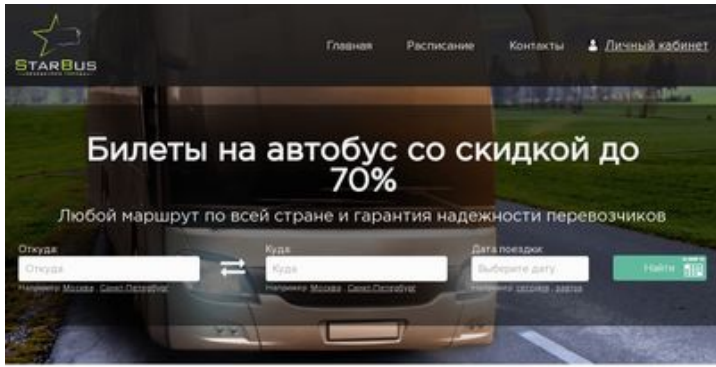 STARBUS
Главная
Расписание
Контакты
Личный кабинет
Билеты на автобус со скидкой до
70%
Любой маршрут по всей стране и гарантия надежности перевозчиков
Откуда:
Куда:
Дата поездки:
Откуда
Куда
Выберите дату
Найти
Например: Москва, Санкт-Петербург
Например: Москва, Санкт-Петербург
Например: сегодня, завтра